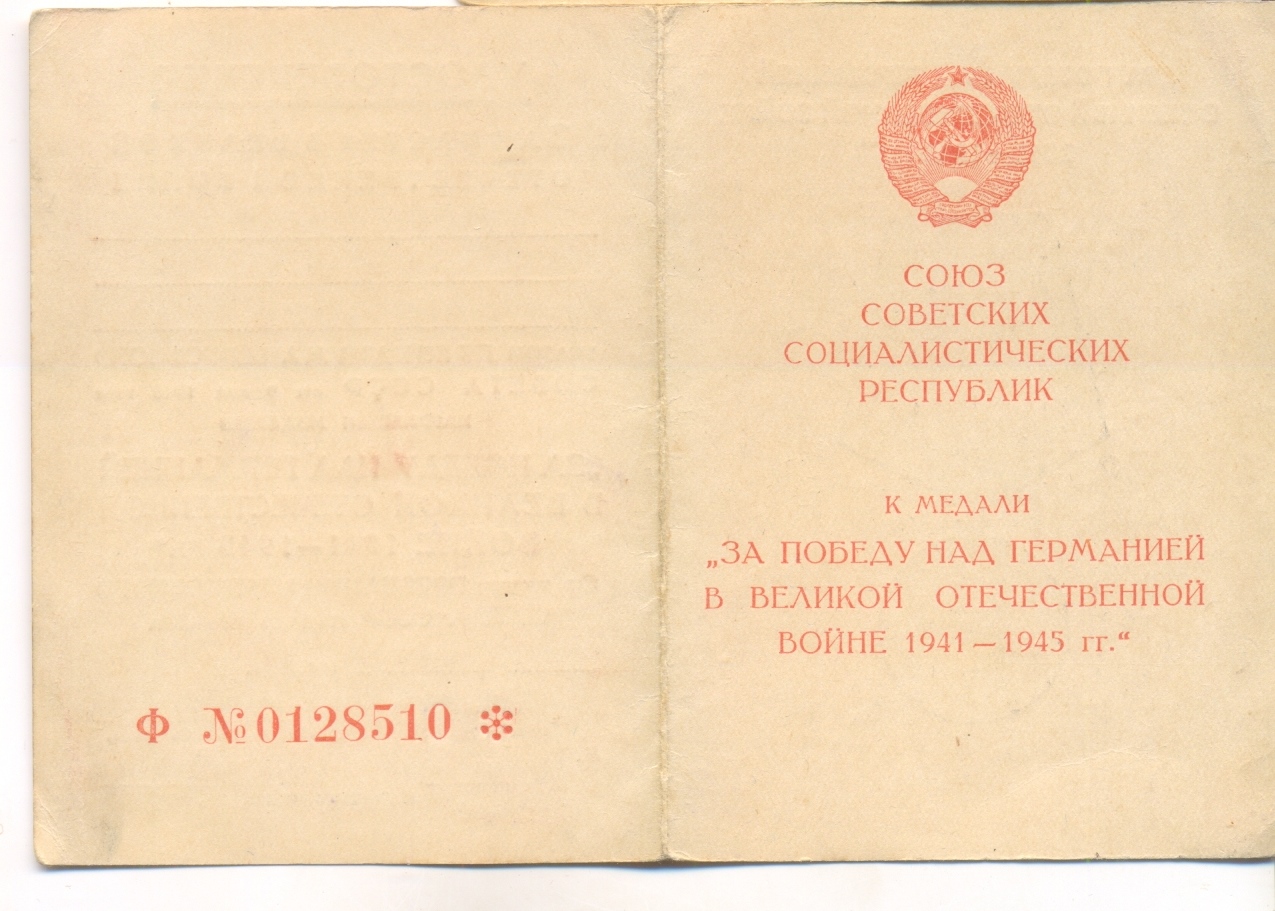 Ф №0128510
СОЮЗ
СОВЕТСКИХ
СОЦИАЛИСТИЧЕСКИХ
РЕСПУБЛИК
К МЕДАЛИ
„ЗА ПОБЕДУ НАД ГЕРМАНИЕЙ
В ВЕЛИКОЙ ОТЕЧЕСТВЕННОЙ
ВОЙНЕ 1941—1945 гг.“